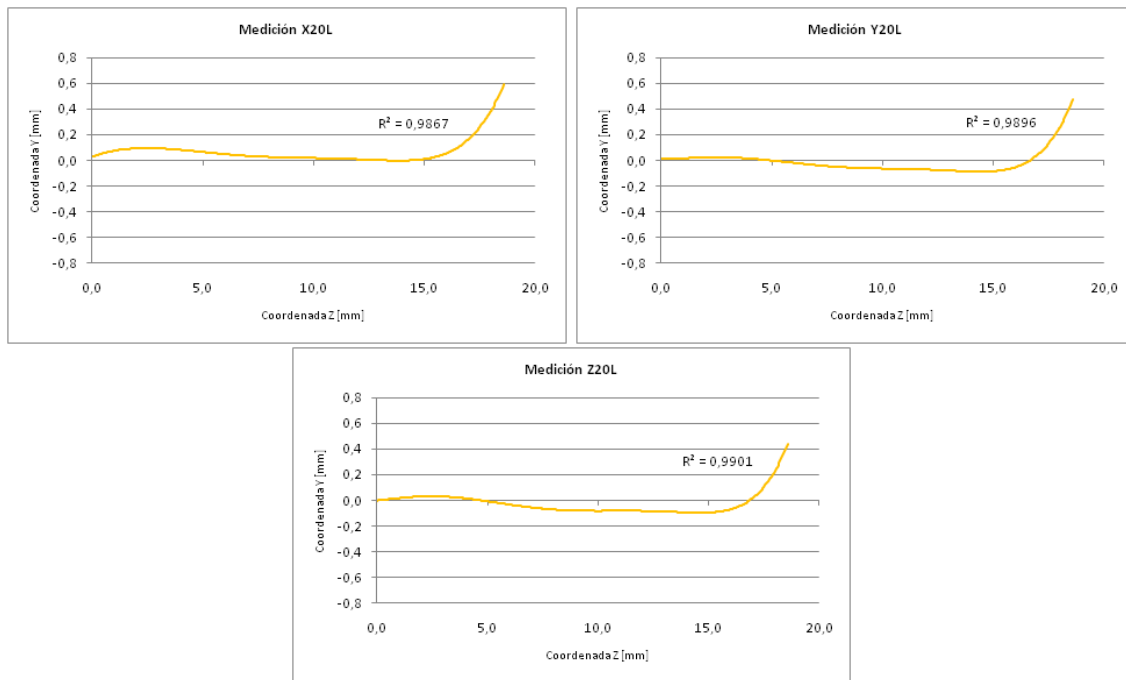 Medición X20L
Coordenada Y [mm]
0,8
0,6
0,4
0,2
0,0
-0,2
-0,4
-0,6
-0,8
R² = 0,9867
0,0 5,0 10,0 15,0 20,0
Coordenada Z [mm]
Medición Y20L
Coordenada Y [mm]
0,8
0,6
0,4
0,2
0,0
-0,2
-0,4
-0,6
-0,8
R² = 0,9896
0,0 5,0 10,0 15,0 20,0
Coordenada Z [mm]
Medición Z20L
Coordenada Y [mm]
0,8
0,6
0,4
0,2
0,0
-0,2
-0,4
-0,6
-0,8
R² = 0,9901
0,0 5,0 10,0 15,0 20,0
Coordenada Z [mm]